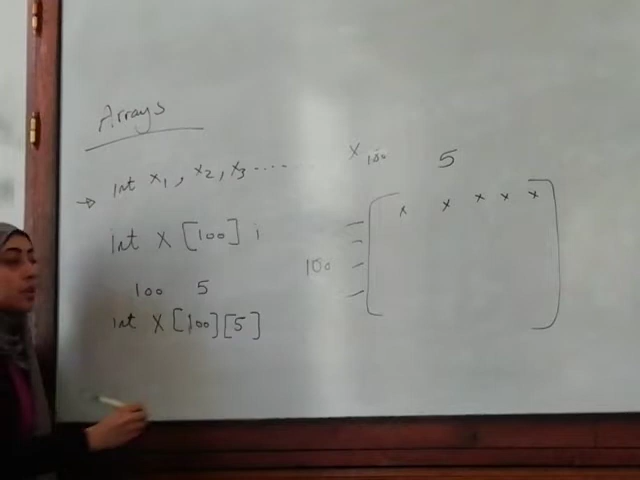 Arrays
int x1, x2, x3 ...... x100
int x [100] ;
100 5
int x [100][5]
5
x x x x x
100